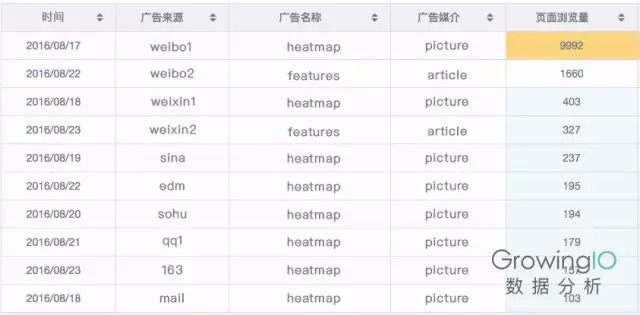 时间 广告来源 广告名称 广告媒介 页面浏览量
2016/08/17 weibo1 heatmap picture 9992
2016/08/22 weibo2 features article 1660
2016/08/18 weixin1 heatmap picture 403
2016/08/23 weixin2 features article 327
2016/08/19 sina heatmap picture 237
2016/08/22 edm heatmap picture 195
2016/08/20 sohu heatmap picture 194
2016/08/21 qq1 heatmap picture 179
2016/08/23 163 heatmap picture
2016/08/18 mail heatmap picture 103
GrowingIO
数据分析